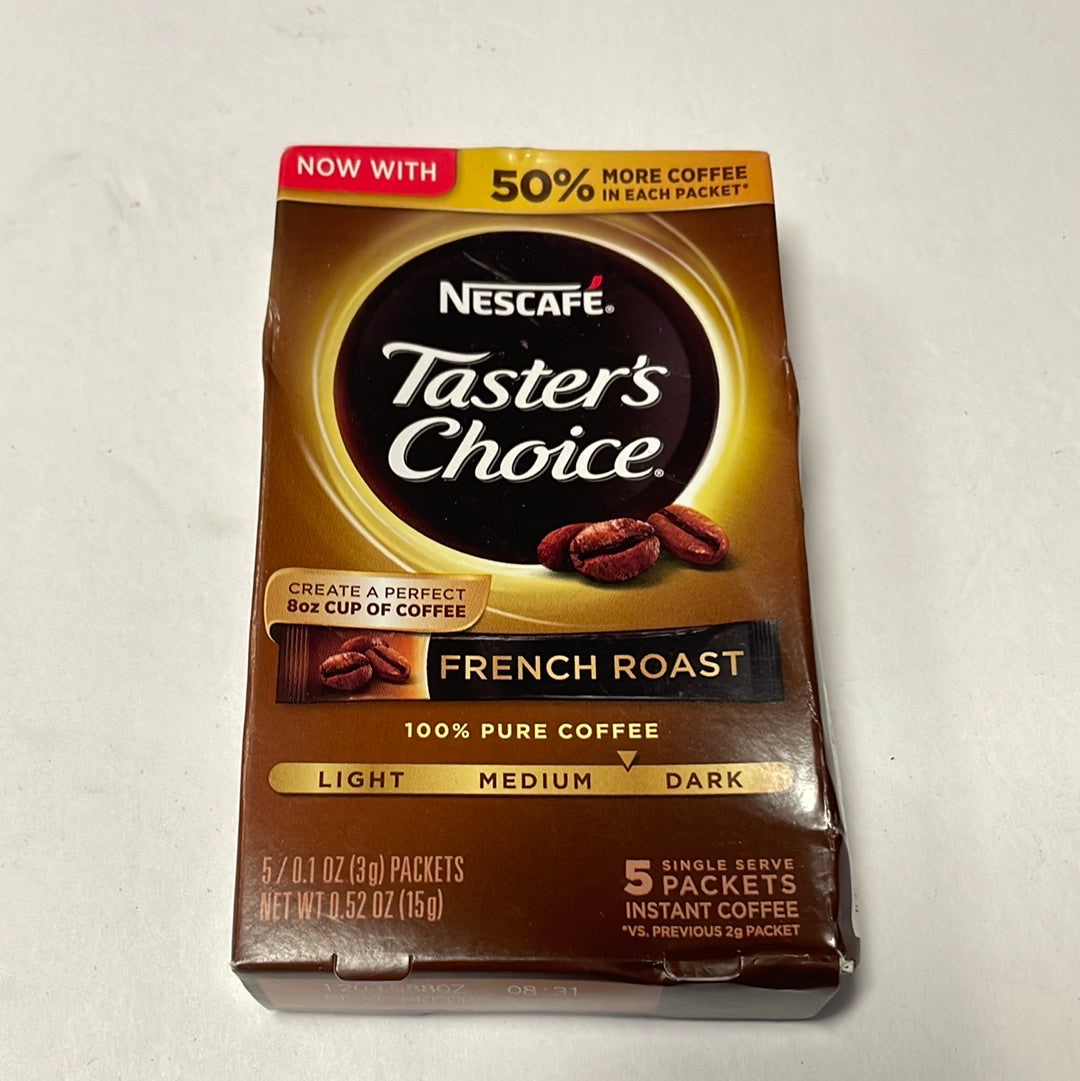 NOW WITH
50% MORE COFFEE
IN EACH PACKET*
NESCAFÉ®
Taster's
Choice®
CREATE A PERFECT
8oz CUP OF COFFEE
FRENCH ROAST
100% PURE COFFEE
LIGHT MEDIUM DARK
5 / 0.1 OZ (3g) PACKETS
NET WT 0.52 OZ (15g)
5 SINGLE SERVE
PACKETS
INSTANT COFFEE
*VS. PREVIOUS 2g PACKET
08:31